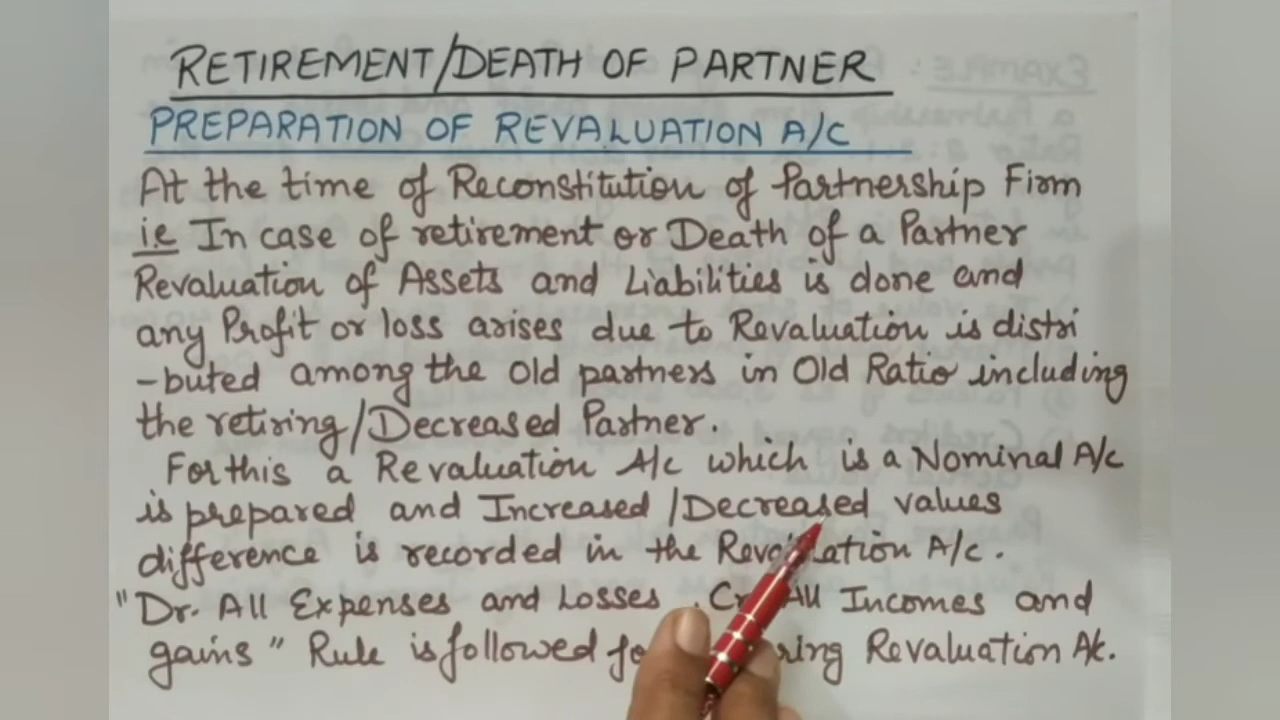 RETIREMENT/DEATH OF PARTNER
PREPARATION OF REVALUATION A/C
At the time of Reconstitution of Partnership Firm
i.e In case of retirement or Death of a Partner
Revaluation of Assets and Liabilities is done and
any Profit or loss arises due to Revaluation is distri
-buted among the Old partners in Old Ratio including
the retiring/Decreased Partner.
For this a Revaluation A/c which is a Nominal A/c
is prepared and Increased /Decreased values
difference is recorded in the Revaluation A/c.
"Dr. All Expenses and Losses. Cr. All Incomes and
gains" Rule is followed Revaluation A/c.